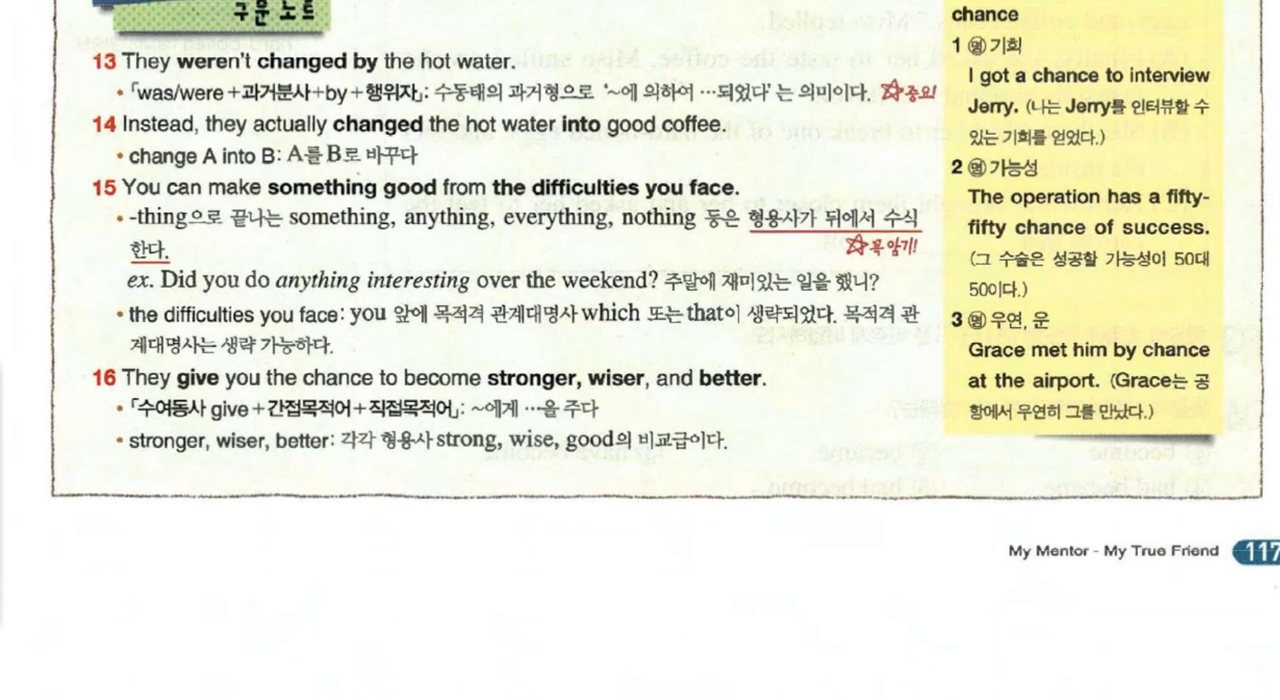 구문 노트
13 They weren't changed by the hot water.
• 「was/were+과거분사+by+행위자」: 수동태의 과거형으로 '~에 의하여 …되었다'는 의미이다. ☆중요!
14 Instead, they actually changed the hot water into good coffee.
• change A into B: A를 B로 바꾸다
15 You can make something good from the difficulties you face.
• -thing으로 끝나는 something, anything, everything, nothing 등은 형용사가 뒤에서 수식
한다. ☆꼭 암기!
ex. Did you do anything interesting over the weekend? 주말에 재미있는 일을 했니?
• the difficulties you face: you 앞에 목적격 관계대명사 which 또는 that이 생략되었다. 목적격 관
계대명사는 생략 가능하다.
16 They give you the chance to become stronger, wiser, and better.
• 「수여동사 give+간접목적어+직접목적어」: ~에게 …을 주다
• stronger, wiser, better: 각각 형용사 strong, wise, good의 비교급이다.
chance
1 명 기회
I got a chance to interview
Jerry. (나는 Jerry를 인터뷰할 수
있는 기회를 얻었다.)
2 명 가능성
The operation has a fifty-
fifty chance of success.
(그 수술은 성공할 가능성이 50대
50이다.)
3 명 우연, 운
Grace met him by chance
at the airport. (Grace는 공
항에서 우연히 그를 만났다.)
My Mentor - My True Friend 117